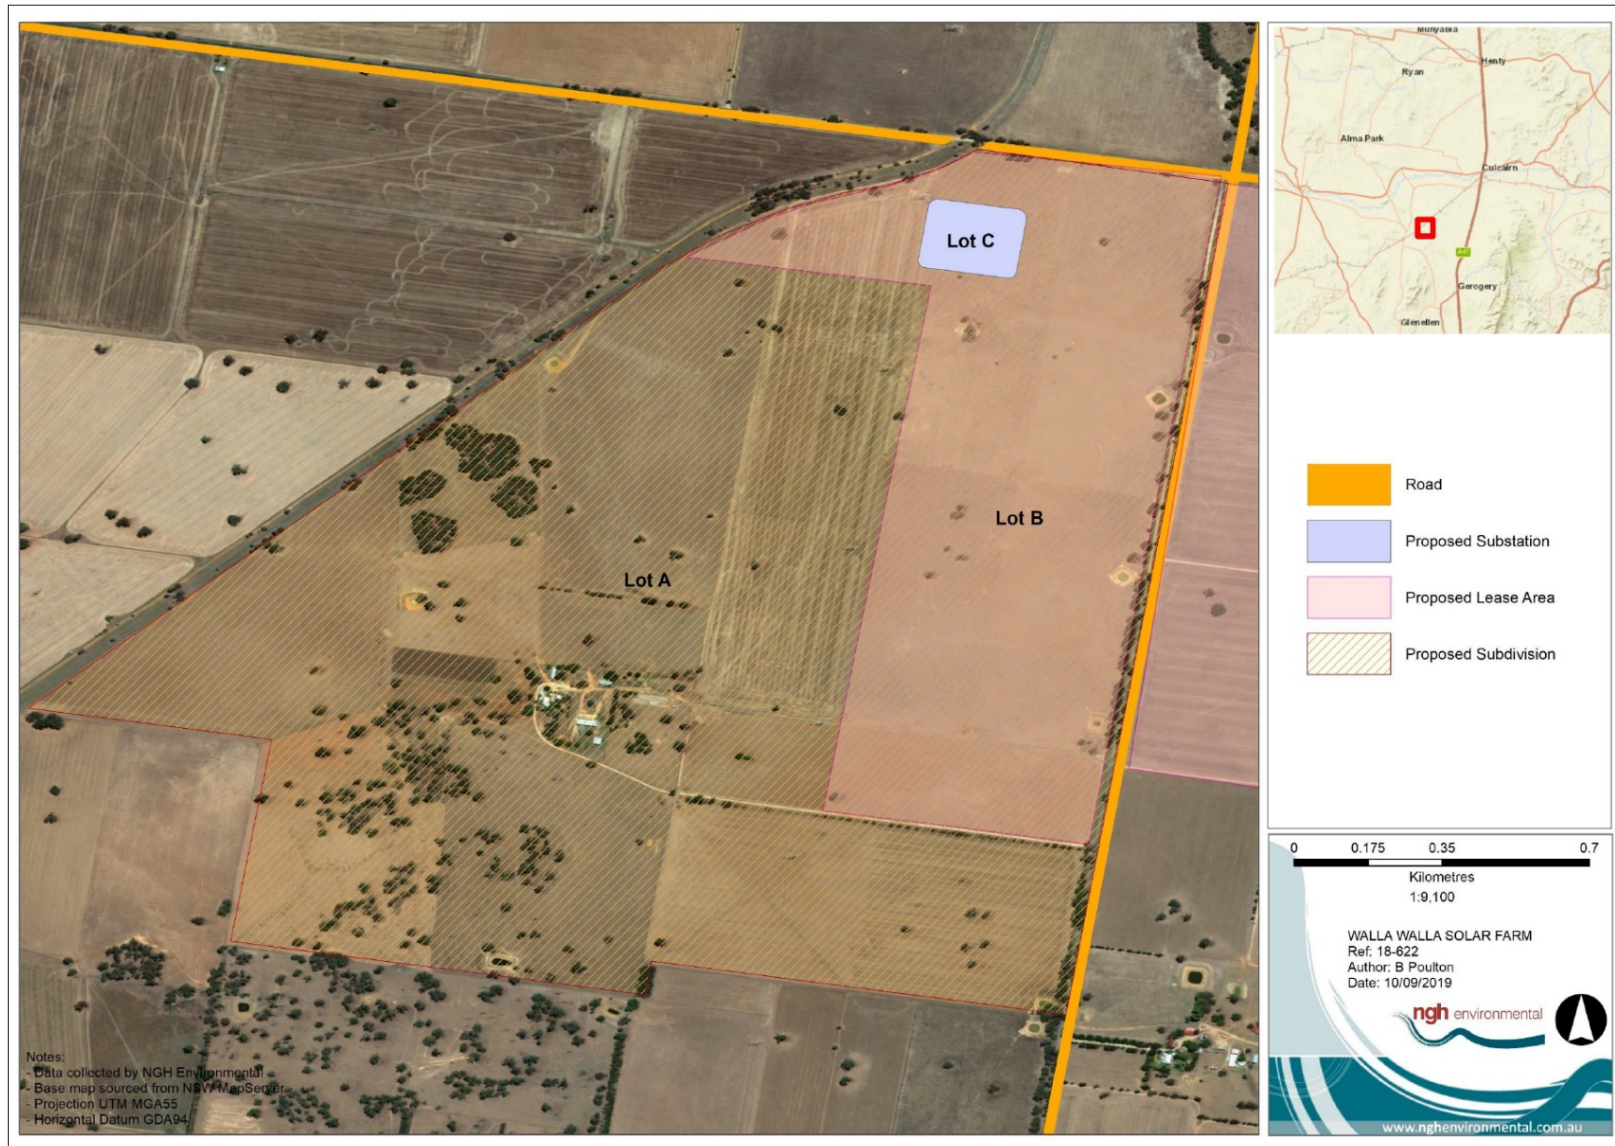 Lot C
Lot B
Lot A
Notes:
- Data collected by NGH Environmental
- Base map sourced from NSW MapServer
- Projection UTM MGA55
- Horizontal Datum GDA94
Munyabla
Henty
Ryan
Alma Park
Culcairn
A41
Gerogery
Glenellen
Road
Proposed Substation
Proposed Lease Area
Proposed Subdivision
0 0.175 0.35 0.7
Kilometres
1:9,100
WALLA WALLA SOLAR FARM
Ref: 18-622
Author: B Poulton
Date: 10/09/2019
ngh environmental
www.nghenvironmental.com.au